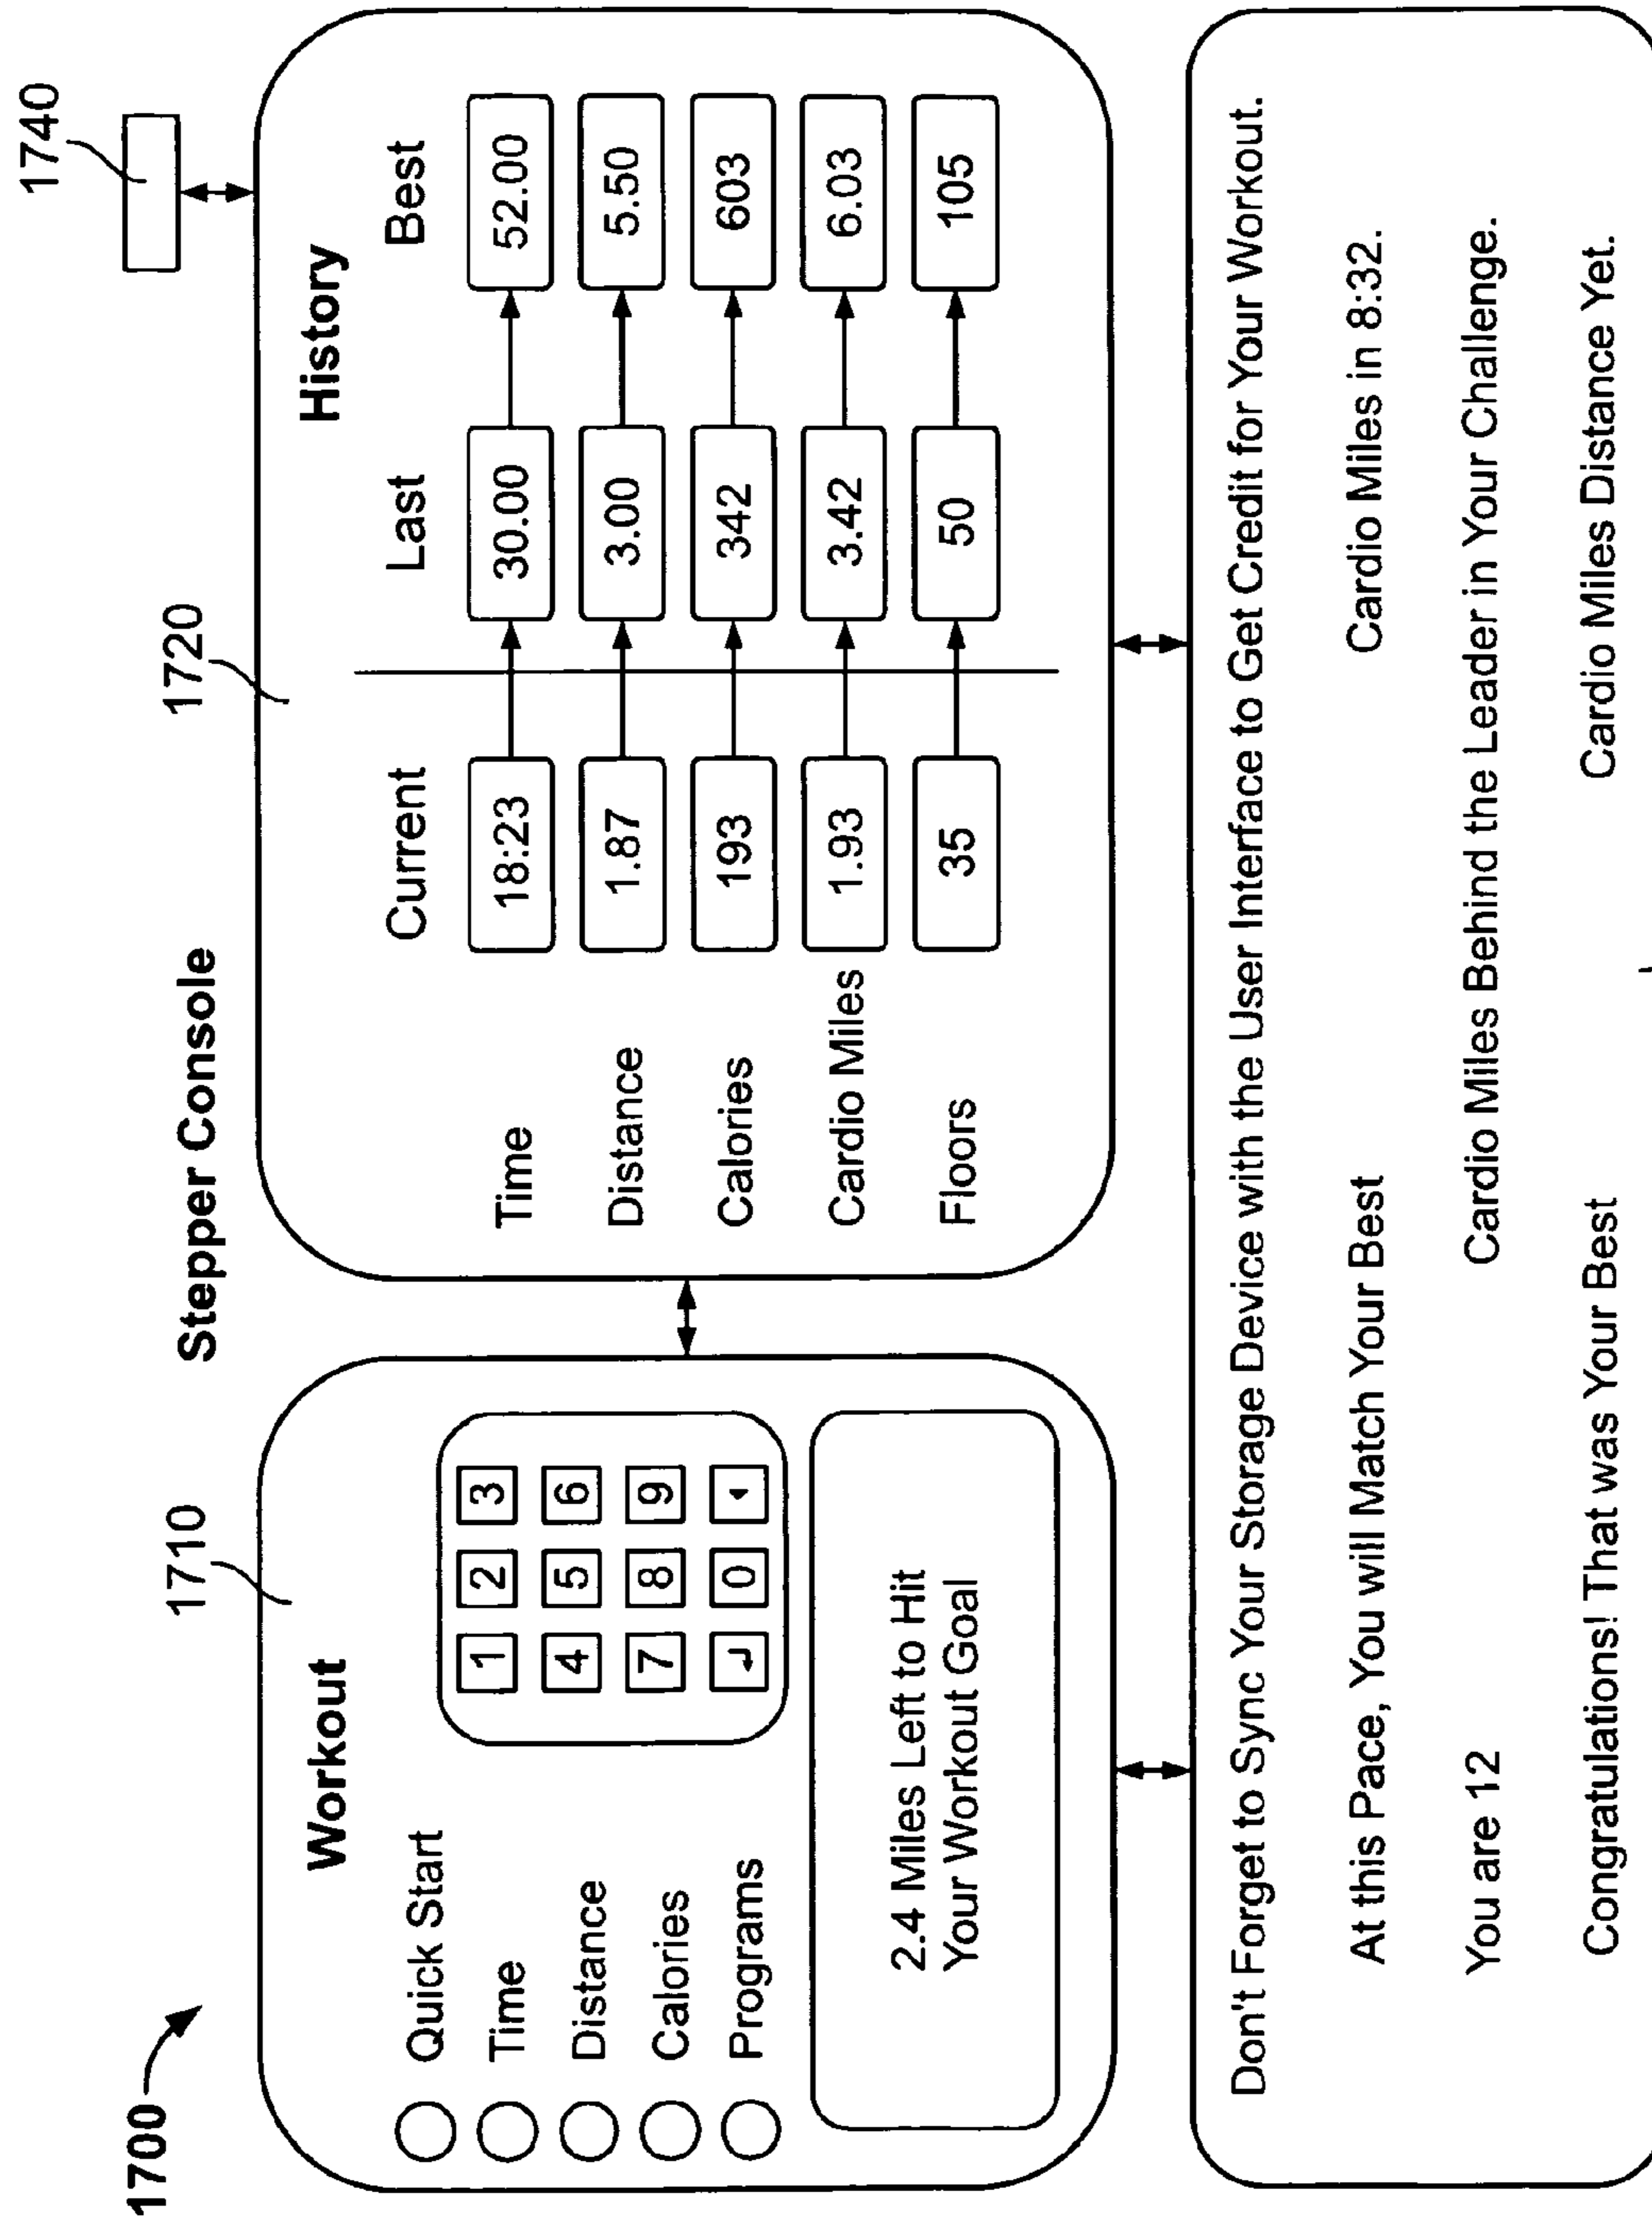 1700
Stepper Console
1710
1720
1740
Workout
Quick Start
Time
Distance
Calories
Programs
1 2 3
4 5 6
7 8 9
0
2.4 Miles Left to Hit
Your Workout Goal
History
Current Last Best
Time 18:23 30.00 52.00
Distance 1.87 3.00 5.50
Calories 193 342 603
Cardio Miles 1.93 3.42 6.03
Floors 35 50 105
Don't Forget to Sync Your Storage Device with the User Interface to Get Credit for Your Workout.
At this Pace, You will Match Your Best Cardio Miles in 8:32.
You are 12 Cardio Miles Behind the Leader in Your Challenge.
Congratulations! That was Your Best Cardio Miles Distance Yet.